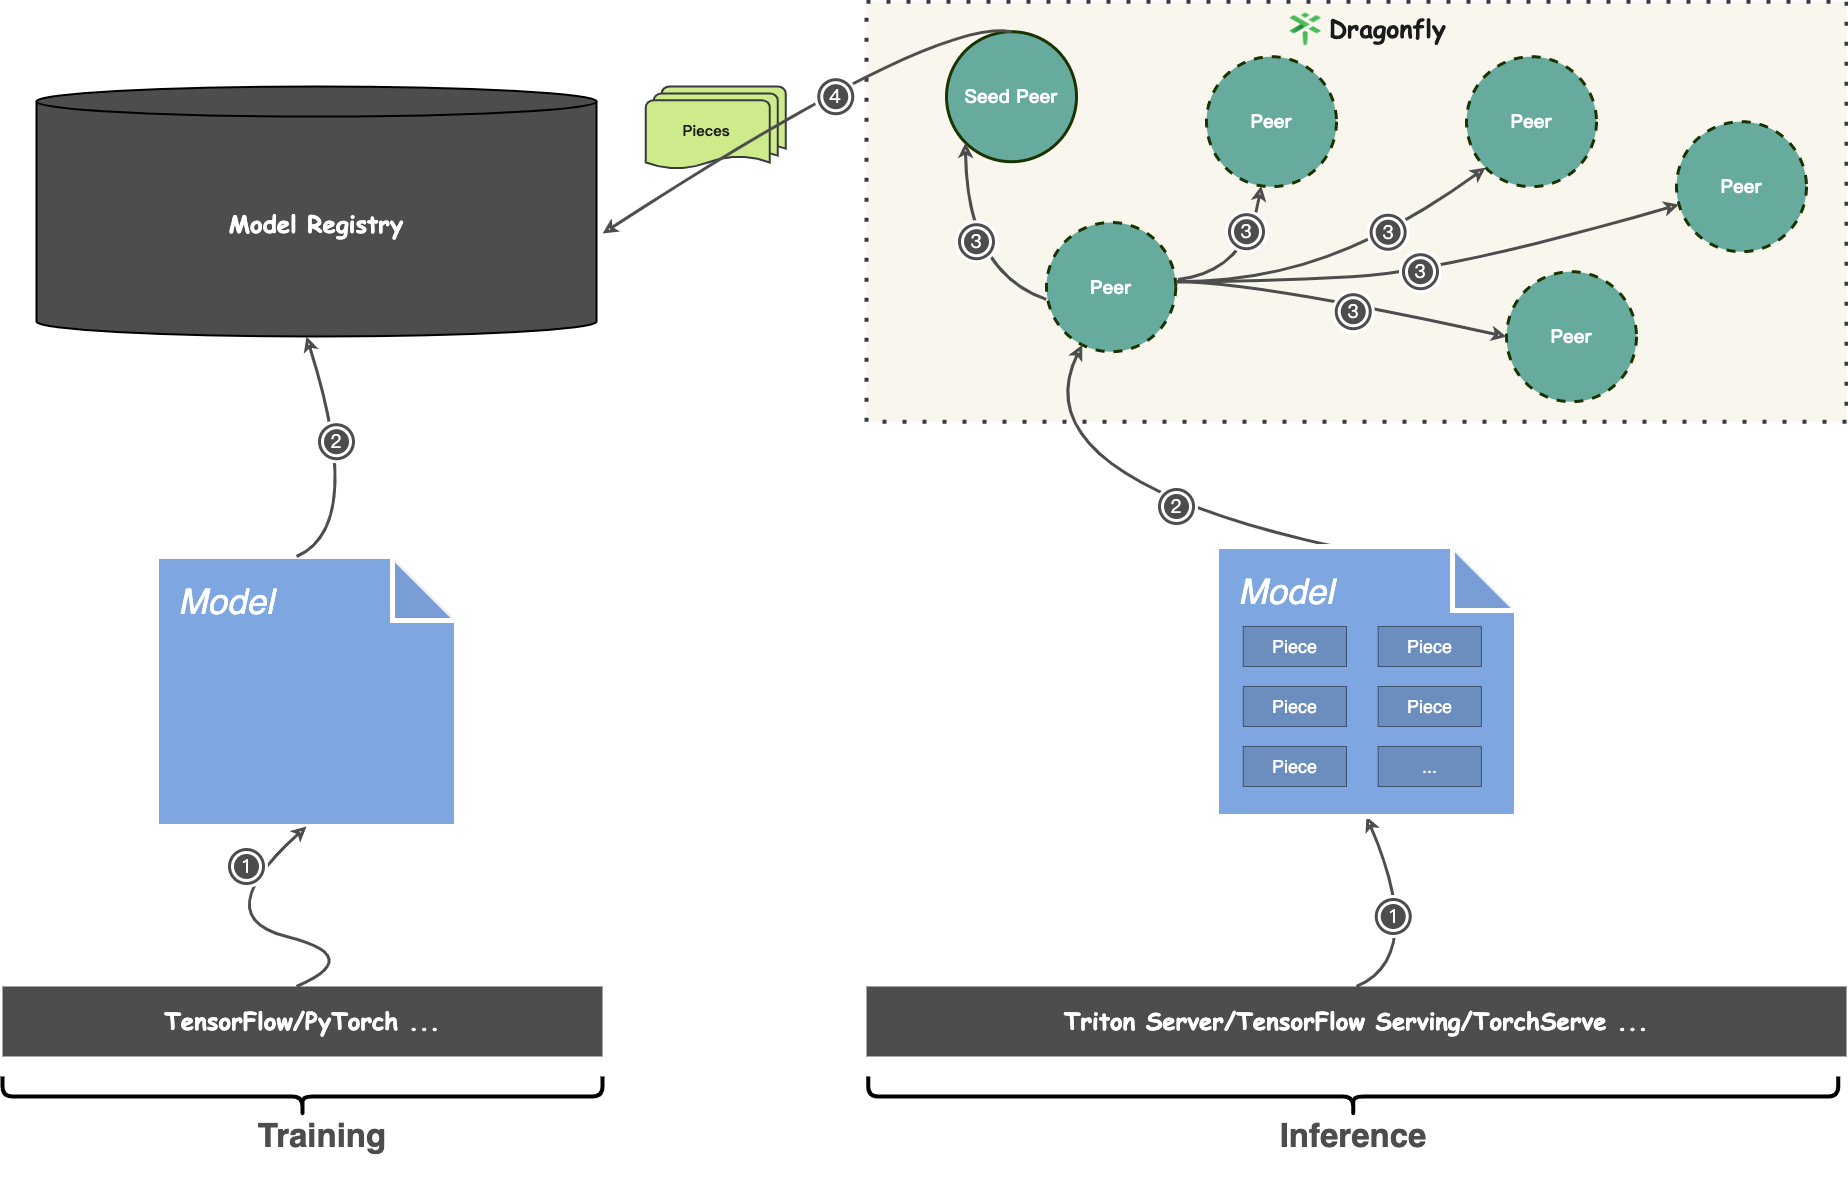 Dragonfly
Seed Peer
Peer
Peer
Peer
4
Pieces
Model Registry
3
3
3
3
3
Peer
Peer
2
2
Model
Model
Piece
Piece
Piece
Piece
Piece
...
1
1
TensorFlow/PyTorch ...
Triton Server/TensorFlow Serving/TorchServe ...
Training
Inference